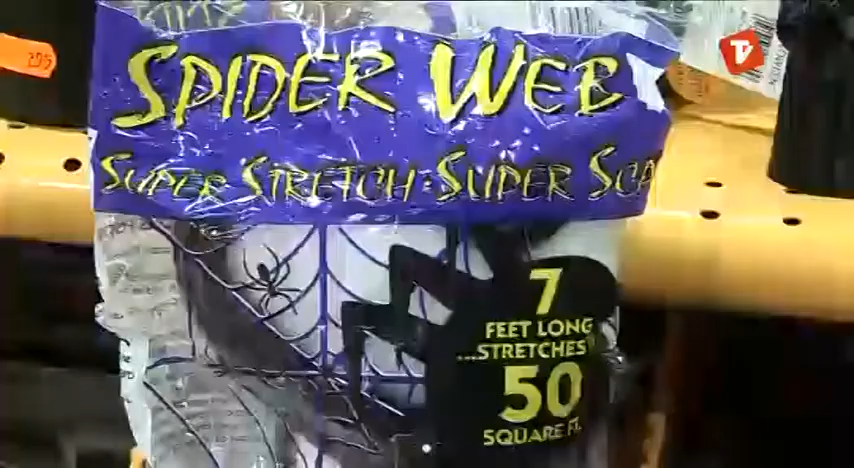 SPIDER WEB
SUPER STRETCH · SUPER
7
FEET LONG
...STRETCHES
50
SQUARE FT.